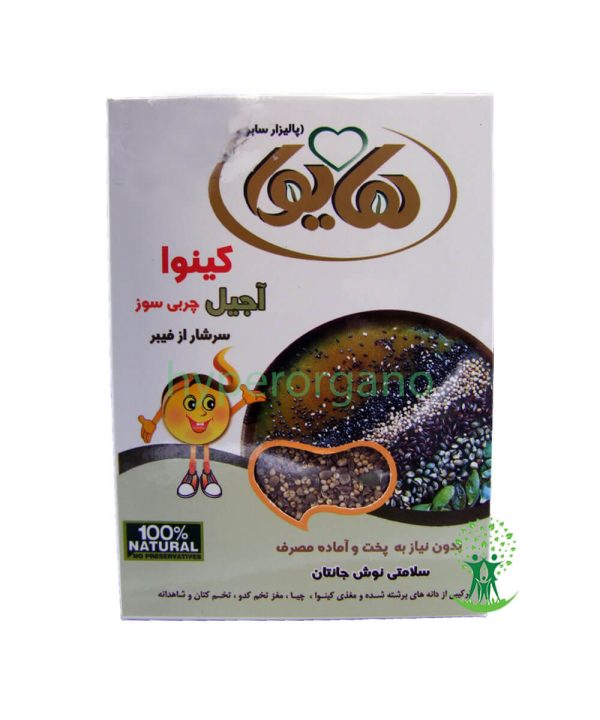 (پالیزار سابق
هایوا
کینوا
آجیل چربی سوز
سرشار از فیبر
hyperorgano
100%
NATURAL
NO PRESERVATIVES
بدون نیاز به پخت و آماده مصرف
سلامتی نوش جانتان
ترکیبی از دانه های برشته شده و مغذی کینوا ، چیا ، مغز تخم کدو ، تخم کتان و شاهدانه